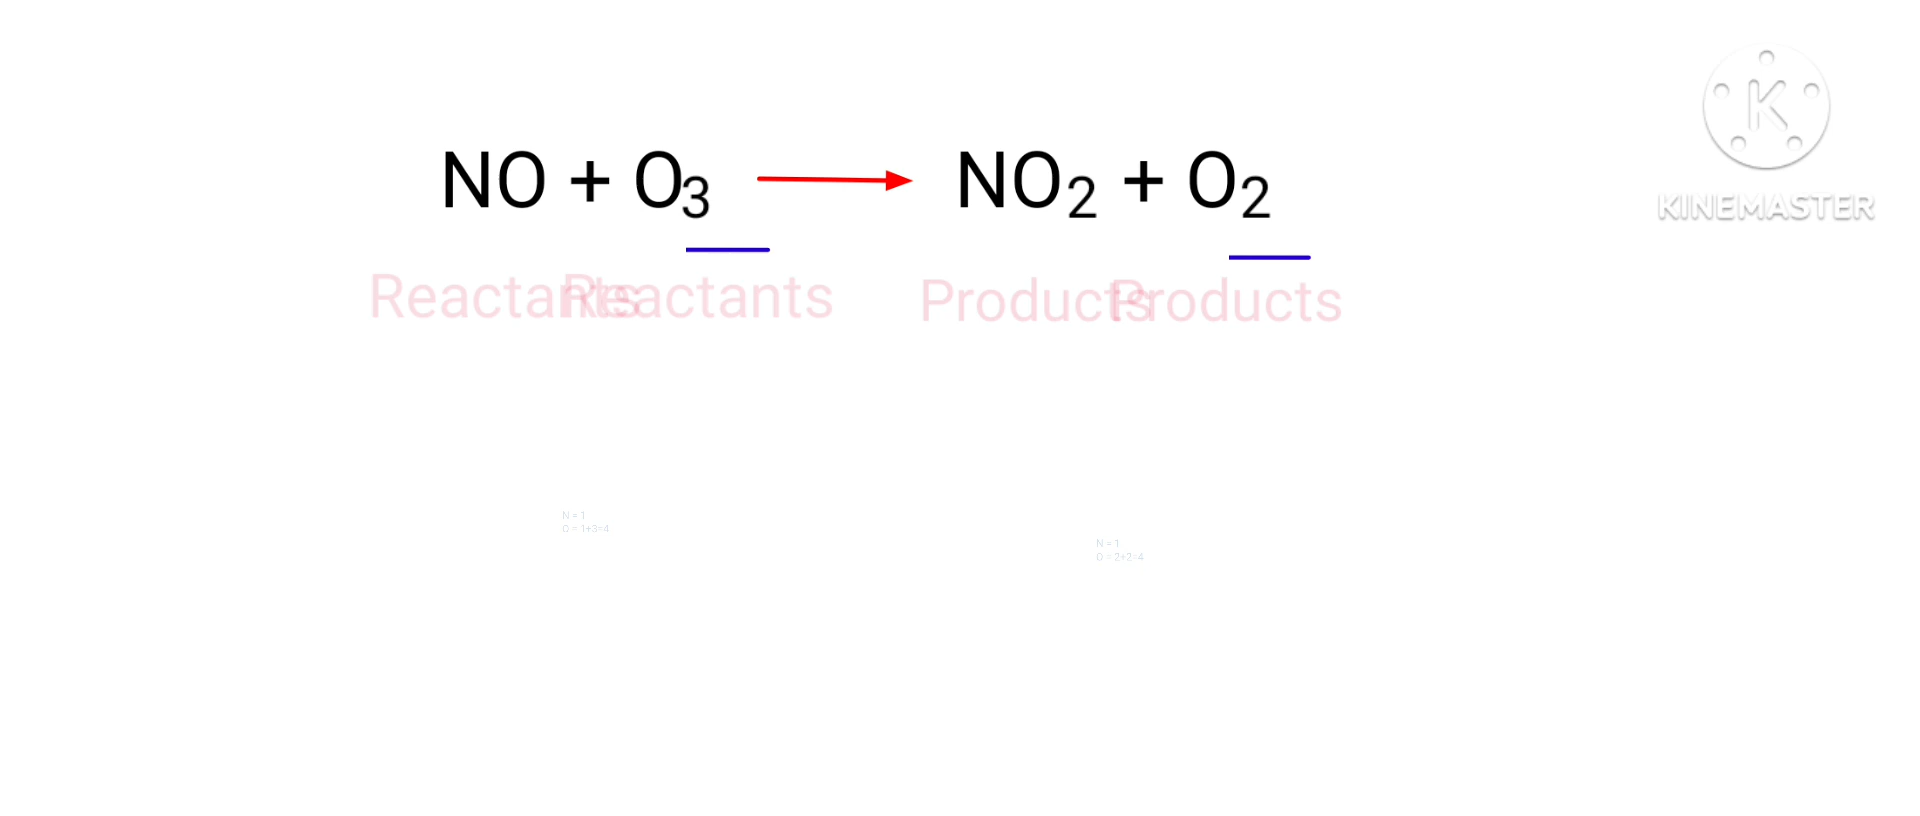 NO + O₃ → NO₂ + O₂
KINEMASTER
Reactants Reactants Products Products
N = 1
O = 1+3=4
N = 1
O = 2+2=4